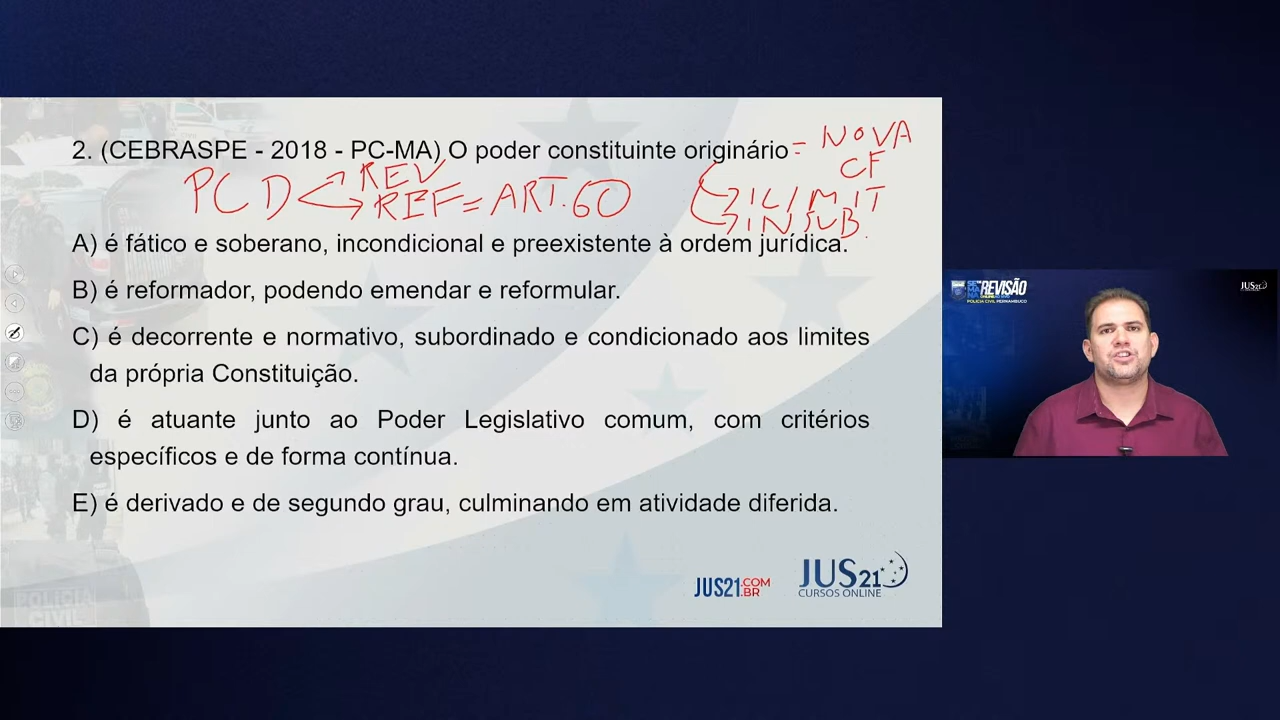 2. (CEBRASPE - 2018 - PC-MA) O poder constituinte originário = NOVA
CF
PCD REV
REF = ART. 60
ILIMIT
INSUB.
A) é fático e soberano, incondicional e preexistente à ordem jurídica.
B) é reformador, podendo emendar e reformular.
C) é decorrente e normativo, subordinado e condicionado aos limites
da própria Constituição.
D) é atuante junto ao Poder Legislativo comum, com critérios
específicos e de forma contínua.
E) é derivado e de segundo grau, culminando em atividade diferida.
JUS21.COM
.BR
JUS21
CURSOS ONLINE
SEMANA REVISÃO
POLÍCIA CIVIL PERNAMBUCO
JUS21
POLÍCIA
CIVIL